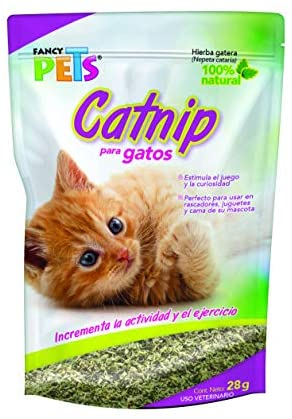 FANCY
PETS®
Hierba gatera
(Nepeta cataria)
100%
natural
Catnip
para gatos
Estimula el juego
y la curiosidad
Perfecto para usar en
rascadores, juguetes
y cama de su mascota
Incrementa la actividad y el ejercicio
Cont. Neto: 28g
USO VETERINARIO